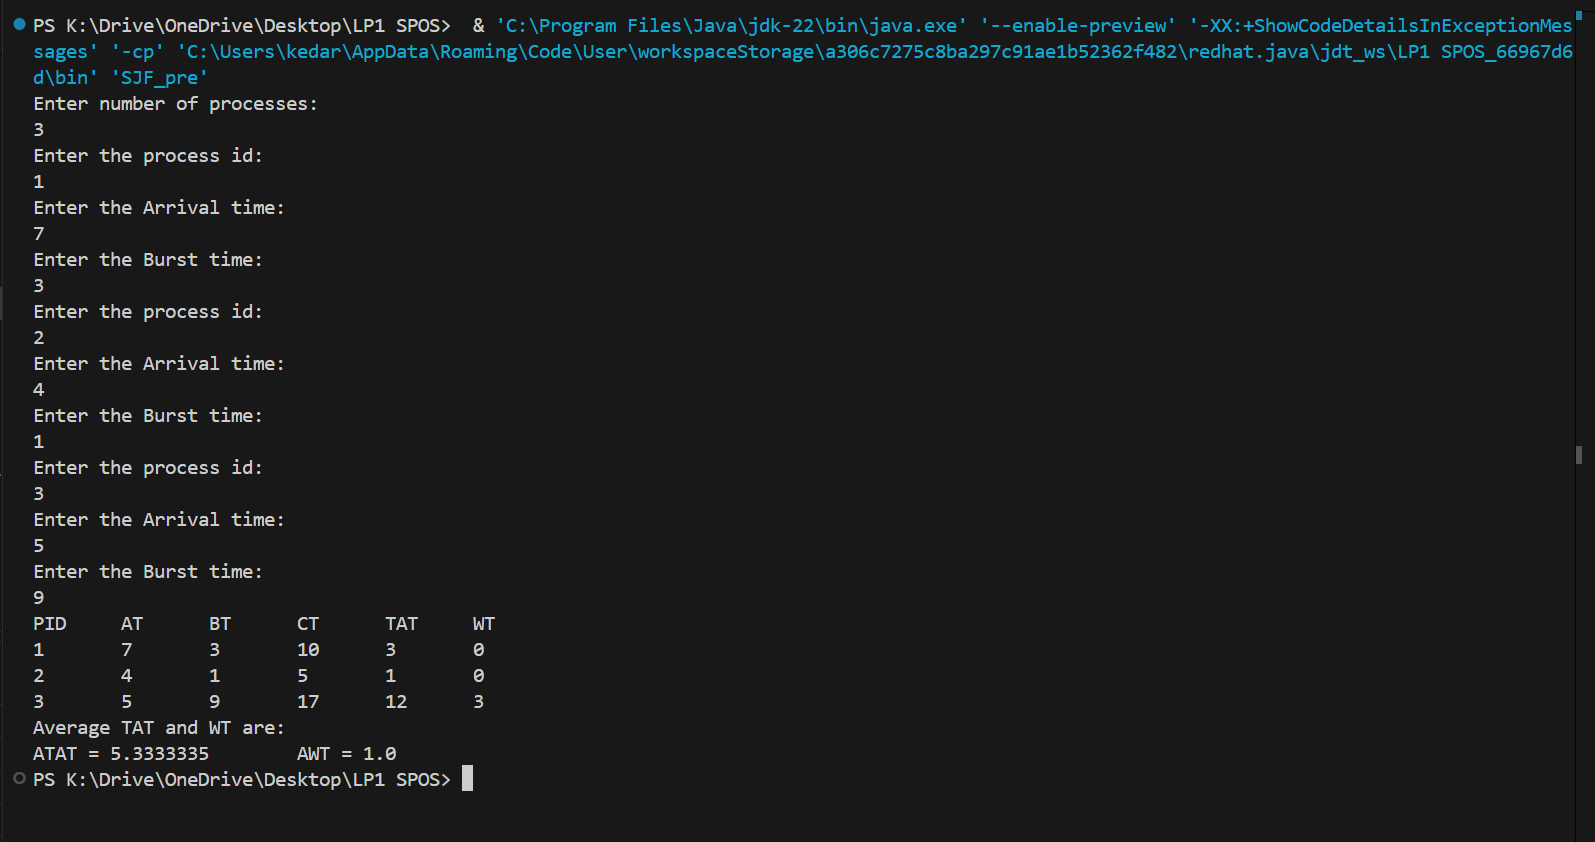 PS K:\Drive\OneDrive\Desktop\LP1 SPOS>  & 'C:\Program Files\Java\jdk-22\bin\java.exe' '--enable-preview' '-XX:+ShowCodeDetailsInExceptionMes
sages' '-cp' 'C:\Users\kedar\AppData\Roaming\Code\User\workspaceStorage\a306c7275c8ba297c91ae1b52362f482\redhat.java\jdt_ws\LP1 SPOS_66967d6
d\bin' 'SJF_pre'
Enter number of processes:
3
Enter the process id:
1
Enter the Arrival time:
7
Enter the Burst time:
3
Enter the process id:
2
Enter the Arrival time:
4
Enter the Burst time:
1
Enter the process id:
3
Enter the Arrival time:
5
Enter the Burst time:
9
PID     AT      BT      CT      TAT     WT
1       7       3       10      3       0
2       4       1       5       1       0
3       5       9       17      12      3
Average TAT and WT are:
ATAT = 5.3333335        AWT = 1.0
PS K:\Drive\OneDrive\Desktop\LP1 SPOS>